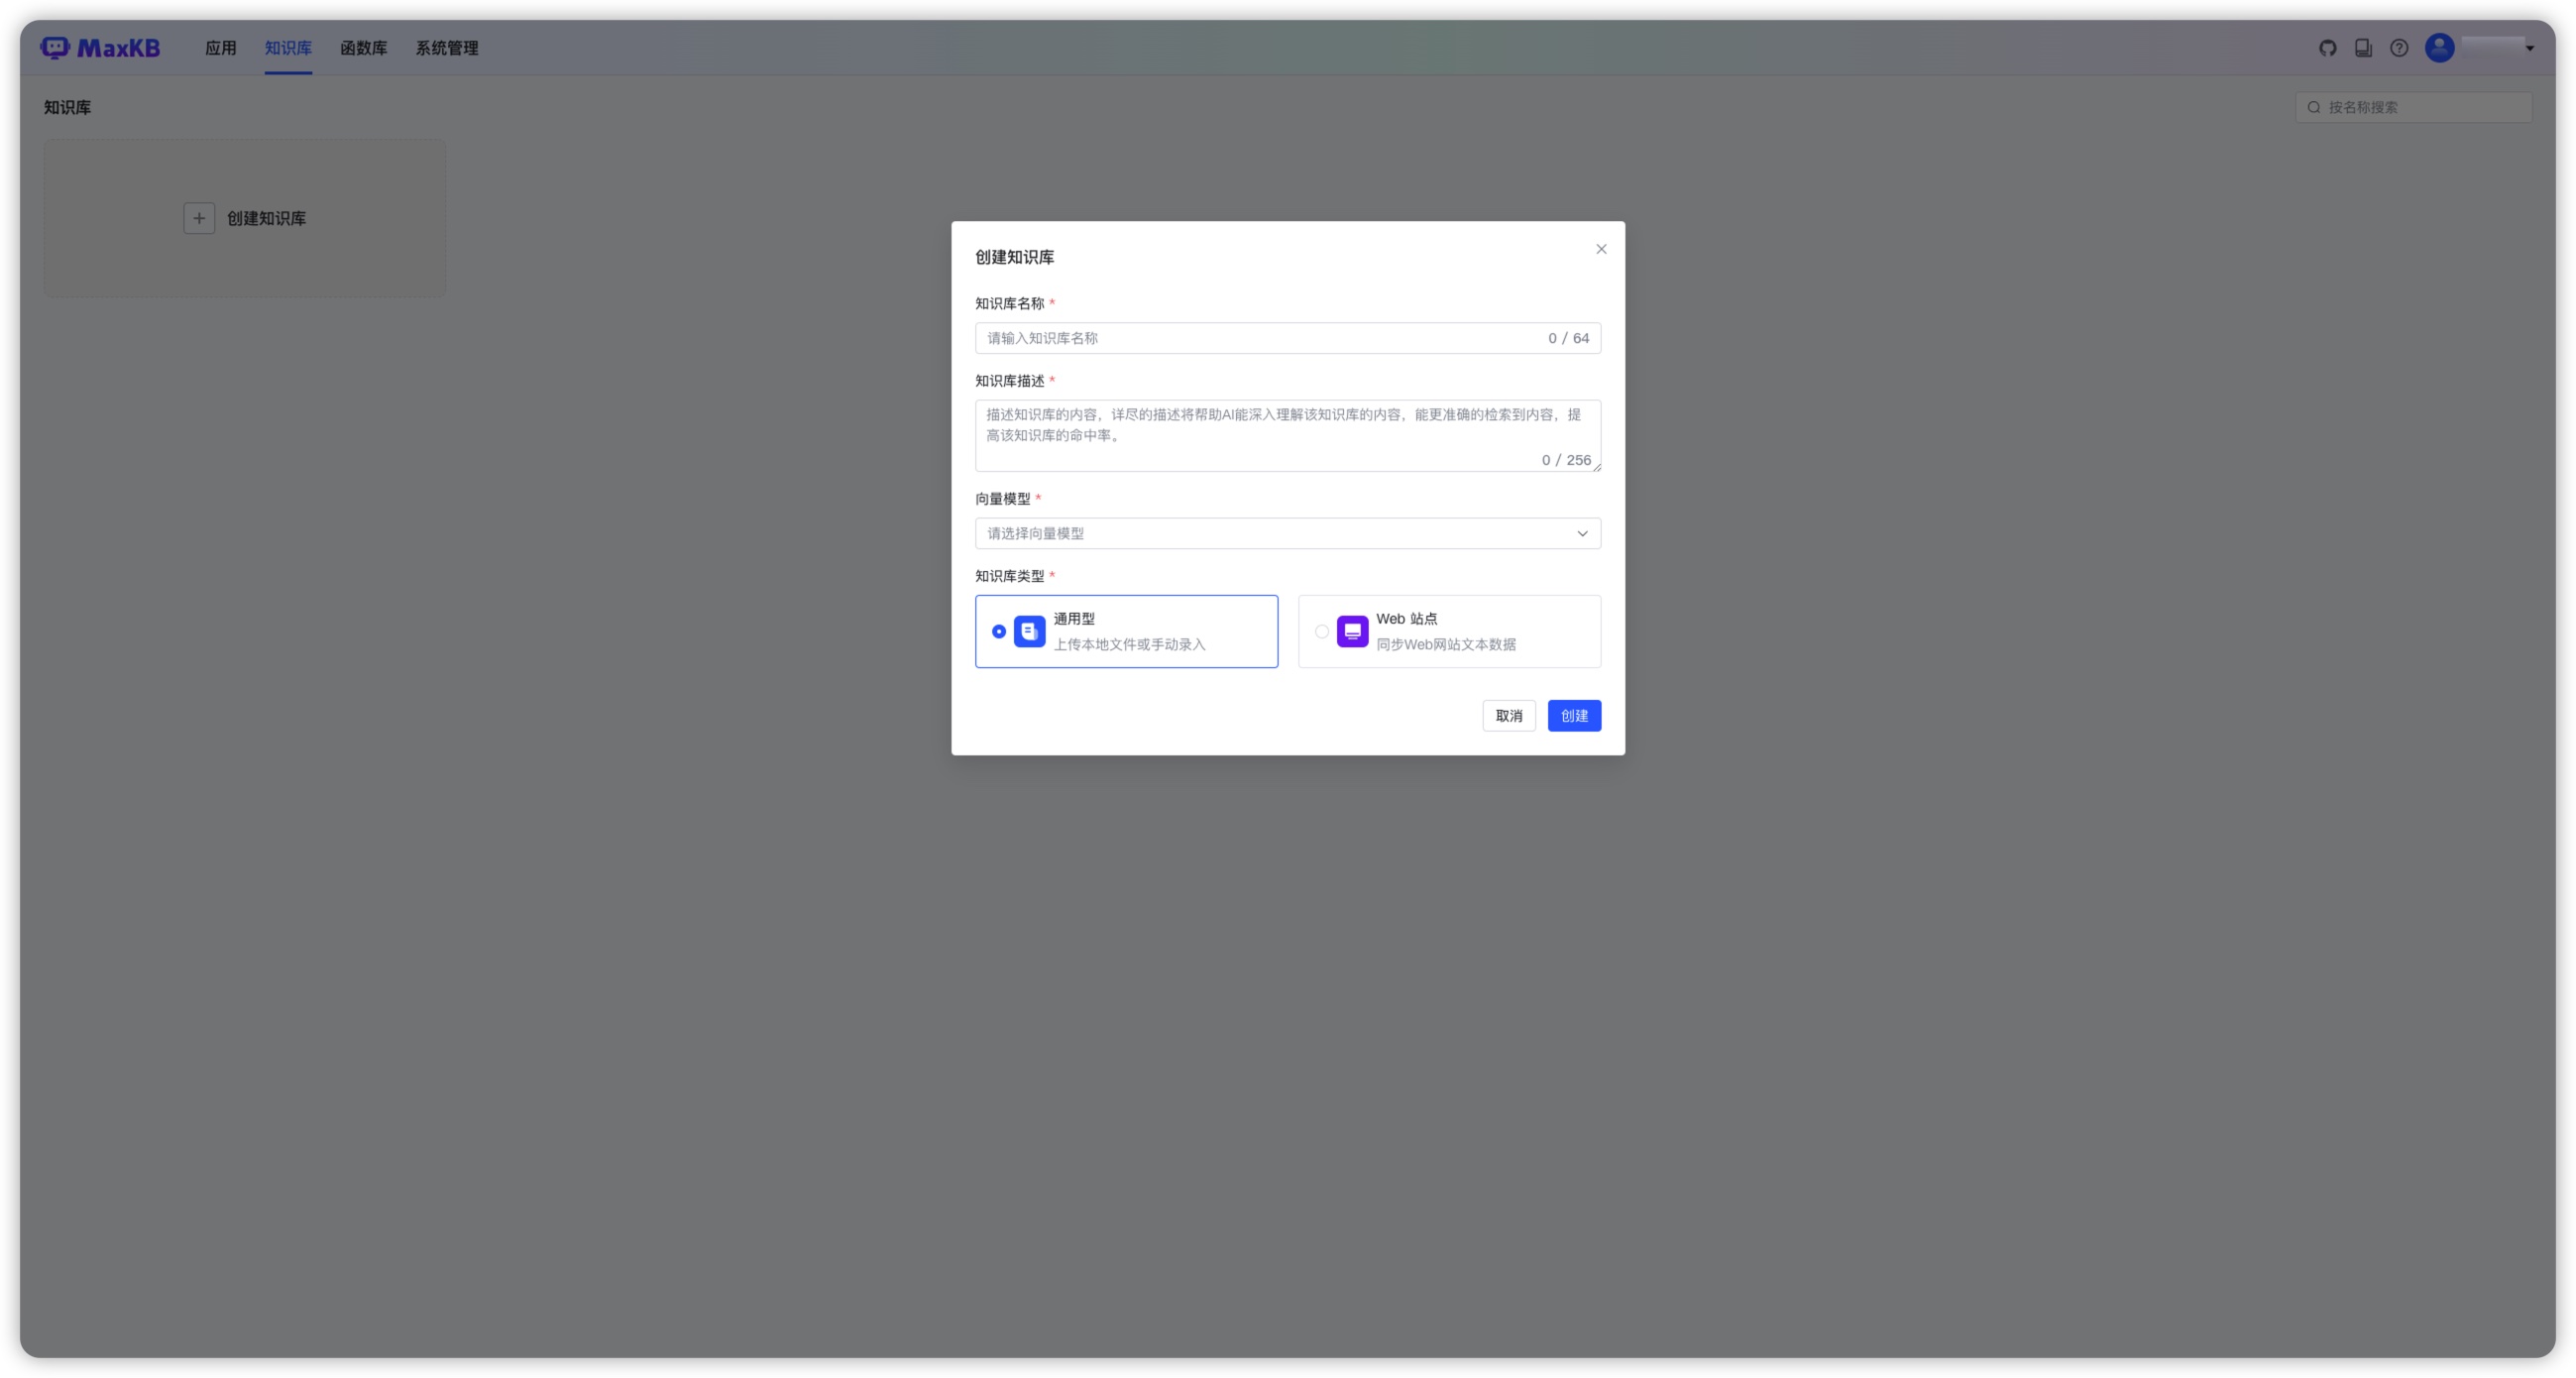 MaxKB 应用 知识库 函数库 系统管理
知识库
按名称搜索
创建知识库
创建知识库
知识库名称 *
请输入知识库名称 0 / 64
知识库描述 *
描述知识库的内容，详尽的描述将帮助AI能深入理解该知识库的内容，能更准确的检索到内容，提
高该知识库的命中率。
0 / 256
向量模型 *
请选择向量模型
知识库类型 *
通用型
上传本地文件或手动录入
Web 站点
同步Web网站文本数据
取消 创建